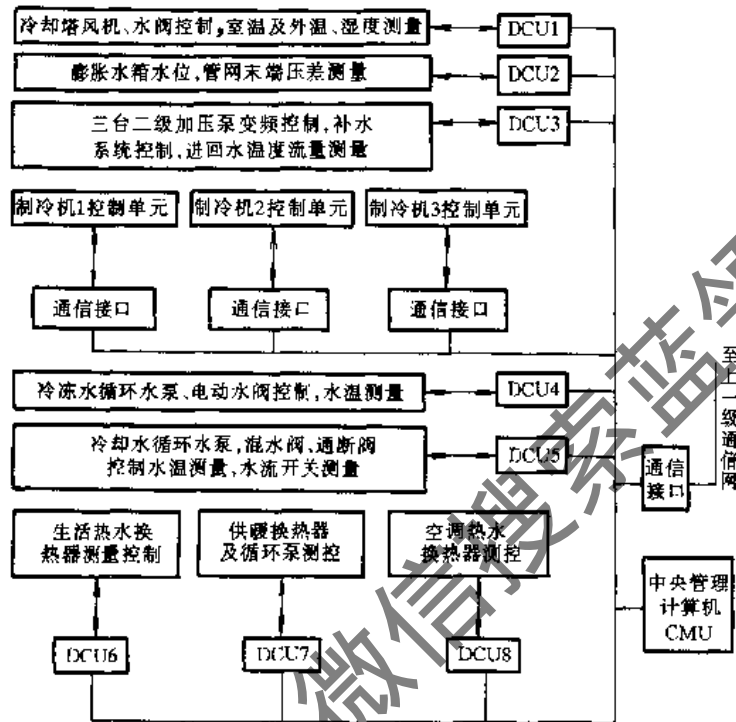 冷却塔风机、水阀控制,室温及外温、湿度测量
DCU1
膨胀水箱水位,管网末端压差测量
DCU2
三台二级加压泵变频控制,补水
系统控制,进回水温度流量测量
DCU3
制冷机1控制单元
制冷机2控制单元
制冷机3控制单元
通信接口
通信接口
通信接口
冷冻水循环水泵、电动水阀控制,水温测量
DCU4
冷却水循环水泵,混水阀、通断阀
控制水温测量,水流开关测量
DCU5
至上一级通信网
通信
接口
生活热水换
热器测量控制
供暖换热器
及循环泵测控
空调热水
换热器测控
中央管理
计算机
CMU
DCU6
DCU7
DCU8
微信搜索蓝领